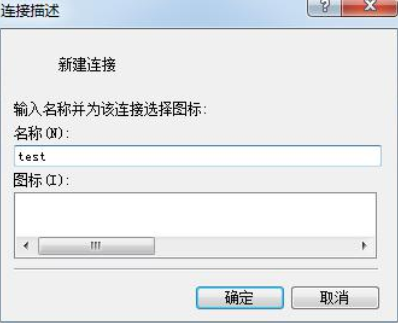 连接描述
新建连接
输入名称并为该连接选择图标:
名称(N):
test
图标(I):
确定
取消